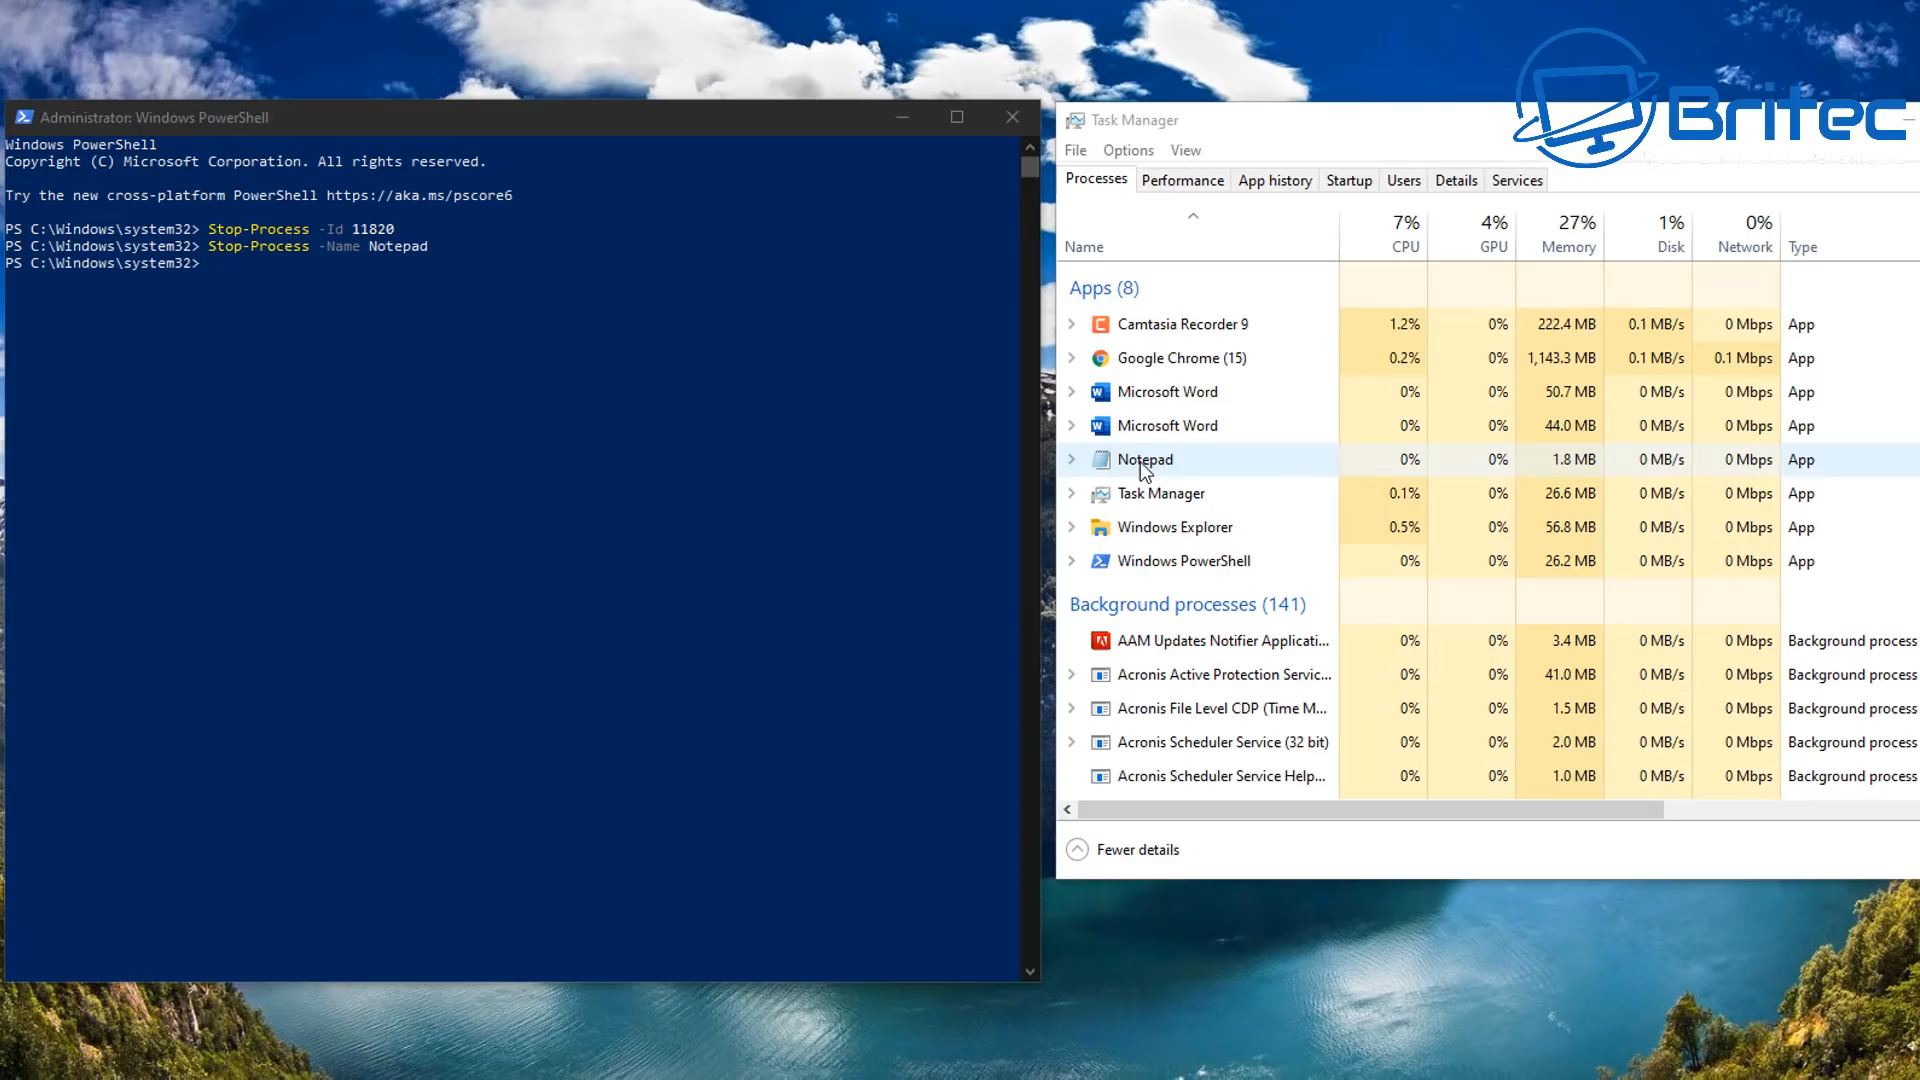 Britec
Administrator: Windows PowerShell
Windows PowerShell
Copyright (C) Microsoft Corporation. All rights reserved.
Try the new cross-platform PowerShell https://aka.ms/pscore6
PS C:\Windows\system32> Stop-Process -Id 11820
PS C:\Windows\system32> Stop-Process -Name Notepad
PS C:\Windows\system32>
Task Manager
File Options View
Processes Performance App history Startup Users Details Services
7% 4% 27% 1% 0%
Name CPU GPU Memory Disk Network Type
Apps (8)
Camtasia Recorder 9 1.2% 0% 222.4 MB 0.1 MB/s 0 Mbps App
Google Chrome (15) 0.2% 0% 1,143.3 MB 0.1 MB/s 0.1 Mbps App
Microsoft Word 0% 0% 50.7 MB 0 MB/s 0 Mbps App
Microsoft Word 0% 0% 44.0 MB 0 MB/s 0 Mbps App
Notepad 0% 0% 1.8 MB 0 MB/s 0 Mbps App
Task Manager 0.1% 0% 26.6 MB 0 MB/s 0 Mbps App
Windows Explorer 0.5% 0% 56.8 MB 0 MB/s 0 Mbps App
Windows PowerShell 0% 0% 26.2 MB 0 MB/s 0 Mbps App
Background processes (141)
AAM Updates Notifier Applicati... 0% 0% 3.4 MB 0 MB/s 0 Mbps Background process
Acronis Active Protection Servic... 0% 0% 41.0 MB 0 MB/s 0 Mbps Background process
Acronis File Level CDP (Time M... 0% 0% 1.5 MB 0 MB/s 0 Mbps Background process
Acronis Scheduler Service (32 bit) 0% 0% 2.0 MB 0 MB/s 0 Mbps Background process
Acronis Scheduler Service Help... 0% 0% 1.0 MB 0 MB/s 0 Mbps Background process
Fewer details